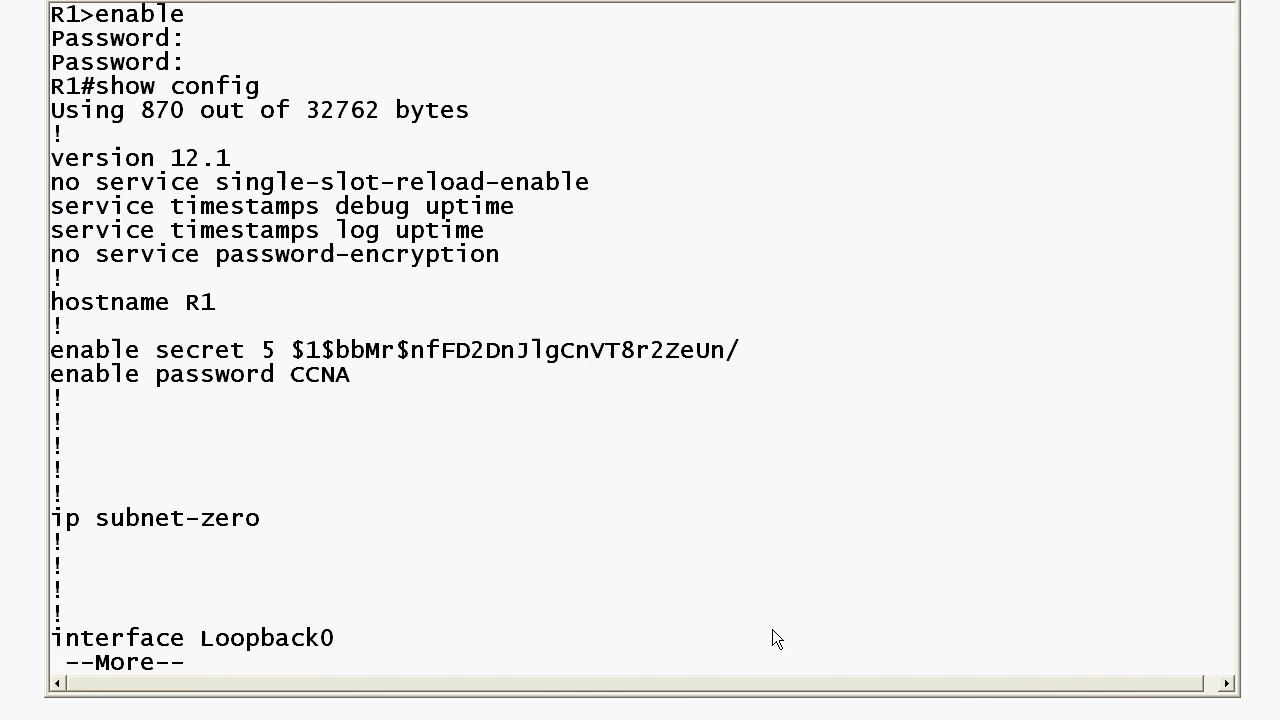 R1>enable
Password:
Password:
R1#show config
Using 870 out of 32762 bytes
!
version 12.1
no service single-slot-reload-enable
service timestamps debug uptime
service timestamps log uptime
no service password-encryption
!
hostname R1
!
enable secret 5 $1$bbMr$nfFD2DnJlgCnVT8r2ZeUn/
enable password CCNA
!
!
!
!
!
ip subnet-zero
!
!
!
!
interface Loopback0
 --More--